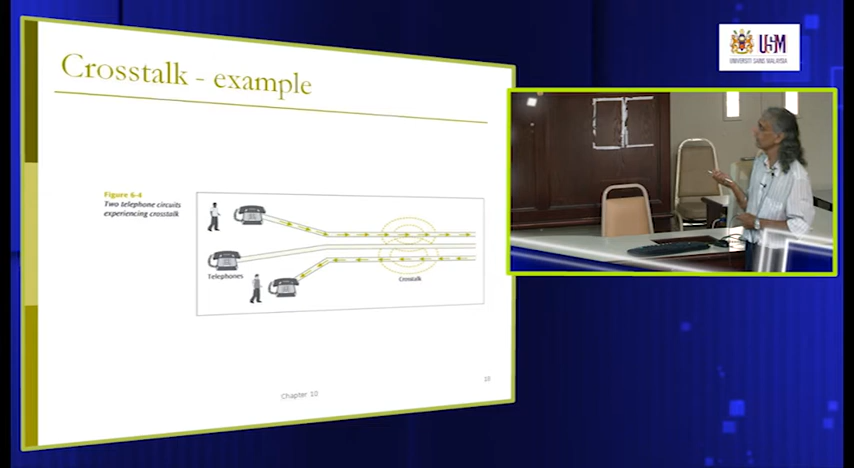 Crosstalk - example
Figure 6-4
Two telephone circuits
experiencing crosstalk
Telephones
Crosstalk
Chapter 10
USM
UNIVERSITI SAINS MALAYSIA